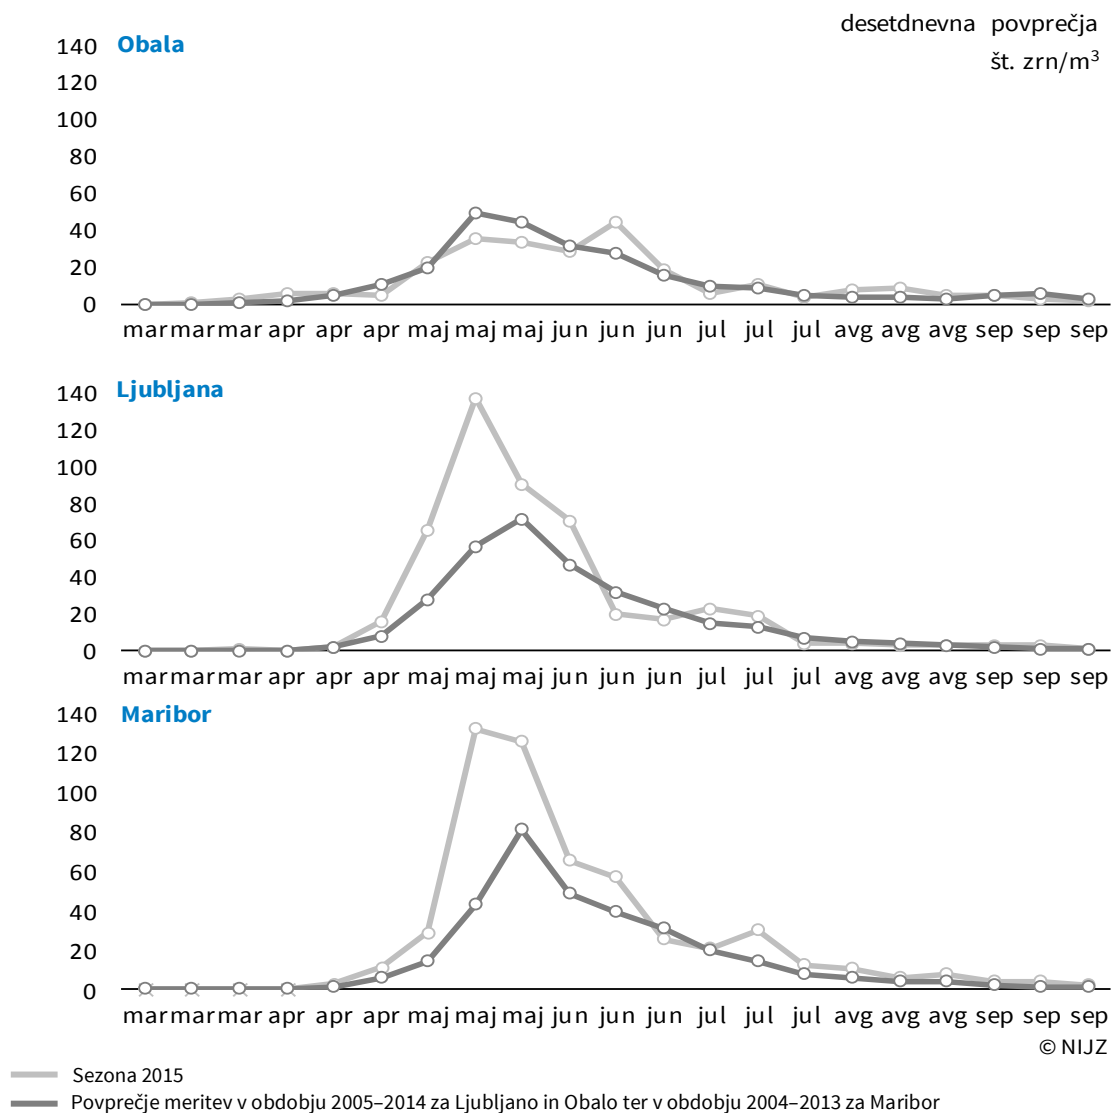 desetdnevna povprečja
št. zrn/m³
Obala
140
120
100
80
60
40
20
0
mar mar mar apr apr apr maj maj maj jun jun jun jul jul jul avg avg avg sep sep sep
Ljubljana
140
120
100
80
60
40
20
0
mar mar mar apr apr apr maj maj maj jun jun jun jul jul jul avg avg avg sep sep sep
Maribor
140
120
100
80
60
40
20
0
mar mar mar apr apr apr maj maj maj jun jun jun jul jul jul avg avg avg sep sep sep
© NIJZ
Sezona 2015
Povprečje meritev v obdobju 2005–2014 za Ljubljano in Obalo ter v obdobju 2004–2013 za Maribor